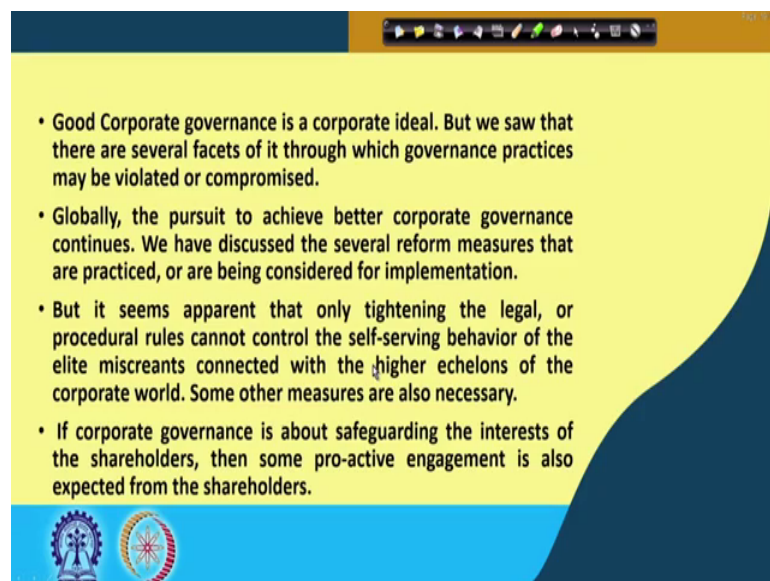 • Good Corporate governance is a corporate ideal. But we saw that
there are several facets of it through which governance practices
may be violated or compromised.
• Globally, the pursuit to achieve better corporate governance
continues. We have discussed the several reform measures that
are practiced, or are being considered for implementation.
• But it seems apparent that only tightening the legal, or
procedural rules cannot control the self-serving behavior of the
elite miscreants connected with the higher echelons of the
corporate world. Some other measures are also necessary.
• If corporate governance is about safeguarding the interests of
the shareholders, then some pro-active engagement is also
expected from the shareholders.